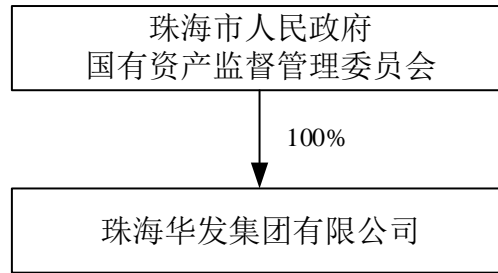 珠海市人民政府
国有资产监督管理委员会
100%
珠海华发集团有限公司